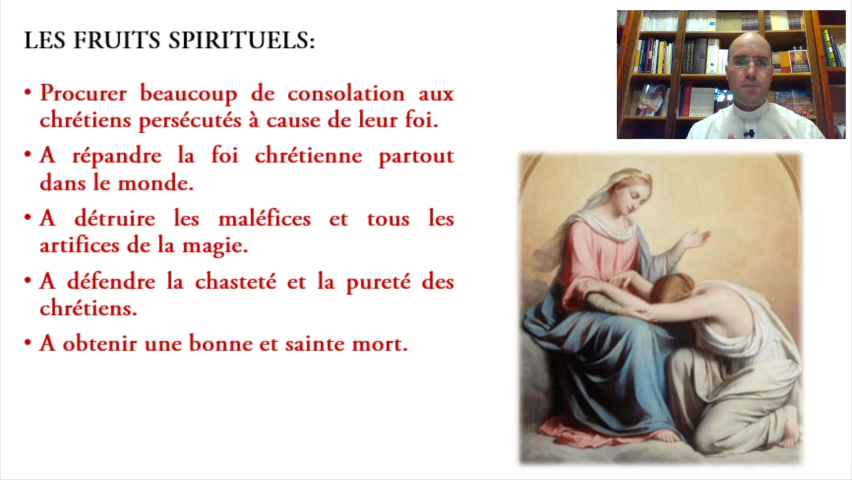 LES FRUITS SPIRITUELS:
• Procurer beaucoup de consolation aux
chrétiens persécutés à cause de leur foi.
• A répandre la foi chrétienne partout
dans le monde.
• A détruire les maléfices et tous les
artifices de la magie.
• A défendre la chasteté et la pureté des
chrétiens.
• A obtenir une bonne et sainte mort.